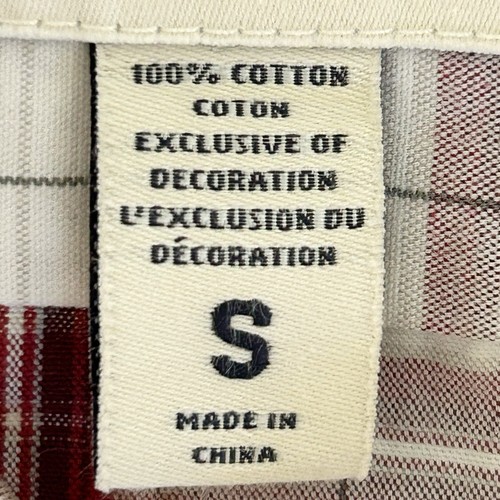 100% COTTON
COTON
EXCLUSIVE OF
DECORATION
L'EXCLUSION DU
DÉCORATION
S
MADE IN
CHINA